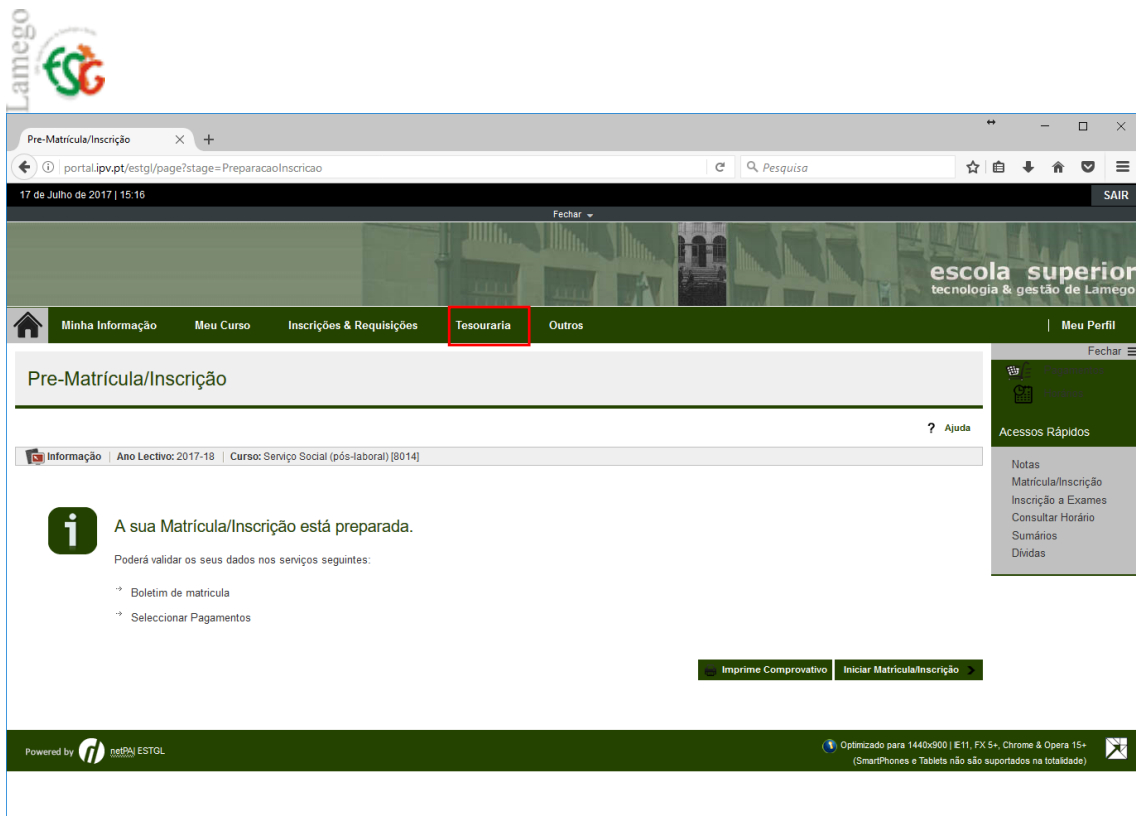 Lamego
ESTG
Pre-Matrícula/Inscrição
portal.ipv.pt/estgl/page?stage=PreparacaoInscricao
Pesquisa
17 de Julho de 2017 | 15:16
SAIR
Fechar
escola superior
tecnologia & gestão de Lamego
Minha Informação Meu Curso Inscrições & Requisições Tesouraria Outros | Meu Perfil
Fechar
Pre-Matrícula/Inscrição
? Ajuda
Acessos Rápidos
Informação | Ano Lectivo: 2017-18 | Curso: Serviço Social (pós-laboral) [8014]
Notas
Matrícula/Inscrição
Inscrição a Exames
Consultar Horário
Sumários
Dívidas
i
A sua Matrícula/Inscrição está preparada.
Poderá validar os seus dados nos serviços seguintes:
Boletim de matricula
Seleccionar Pagamentos
Imprime Comprovativo Iniciar Matrícula/Inscrição
Powered by netPA| ESTGL
Optimizado para 1440x900 | IE11, FX 5+, Chrome & Opera 15+
(SmartPhones e Tablets não são suportados na totalidade)